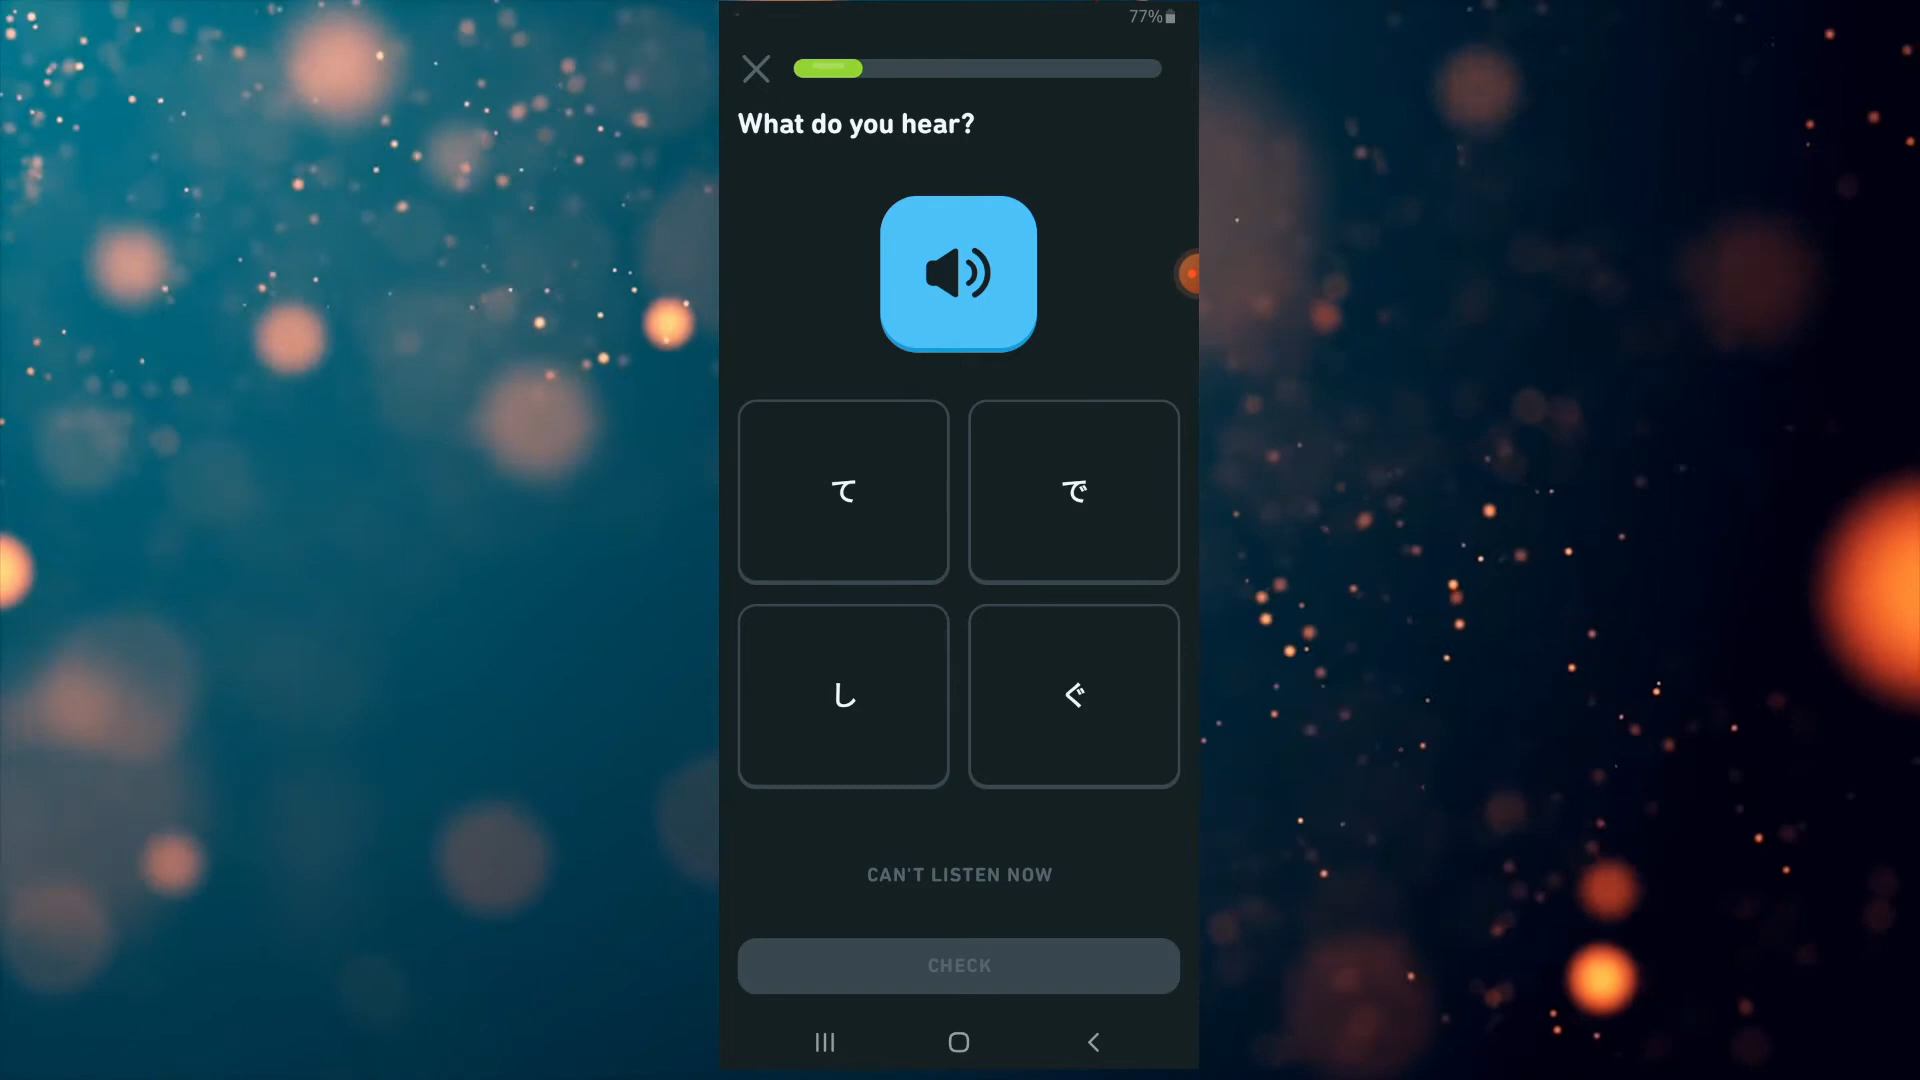 77%
What do you hear?
て
で
し
ぐ
CAN'T LISTEN NOW
CHECK